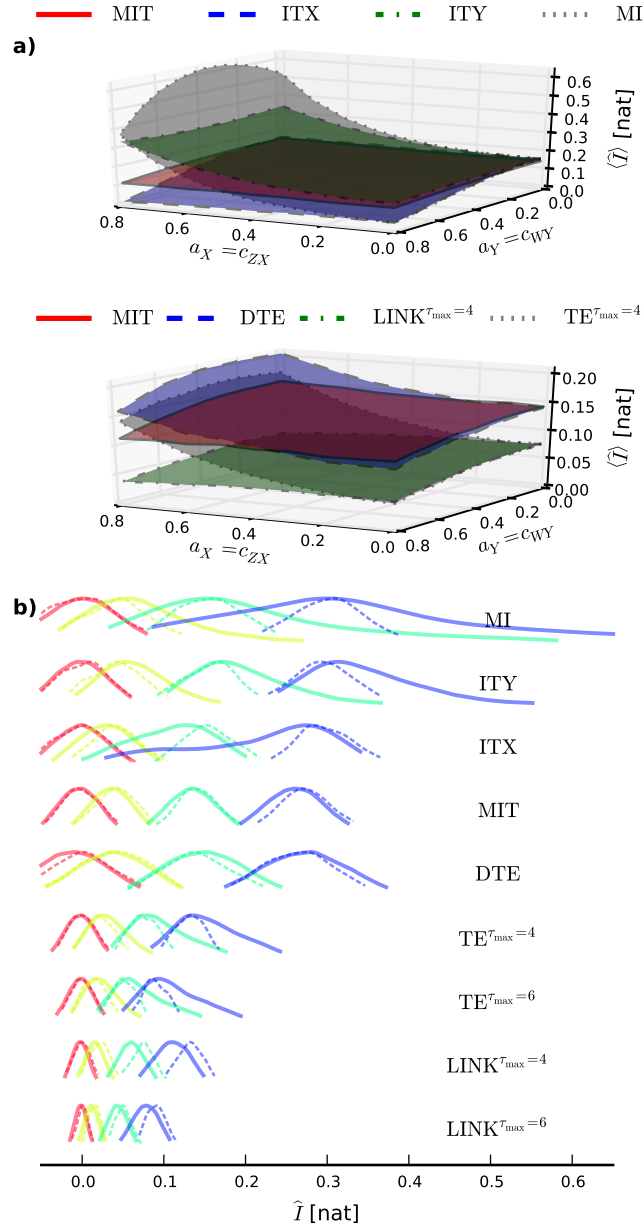 MIT ITX ITY MI
a)
0.6
0.5
0.4
0.3
0.2
0.1
0.0
⟨Î⟩ [nat]
0.8 0.6 0.4 0.2 0.0
a_X = c_ZX
0.8 0.6 0.4 0.2 0.0
a_Y = c_WY
MIT DTE LINK^τmax=4 TE^τmax=4
0.20
0.15
0.10
0.05
0.00
⟨Î⟩ [nat]
0.8 0.6 0.4 0.2 0.0
a_X = c_ZX
0.8 0.6 0.4 0.2 0.0
a_Y = c_WY
b)
MI
ITY
ITX
MIT
DTE
TE^τmax=4
TE^τmax=6
LINK^τmax=4
LINK^τmax=6
0.0 0.1 0.2 0.3 0.4 0.5 0.6
Î [nat]